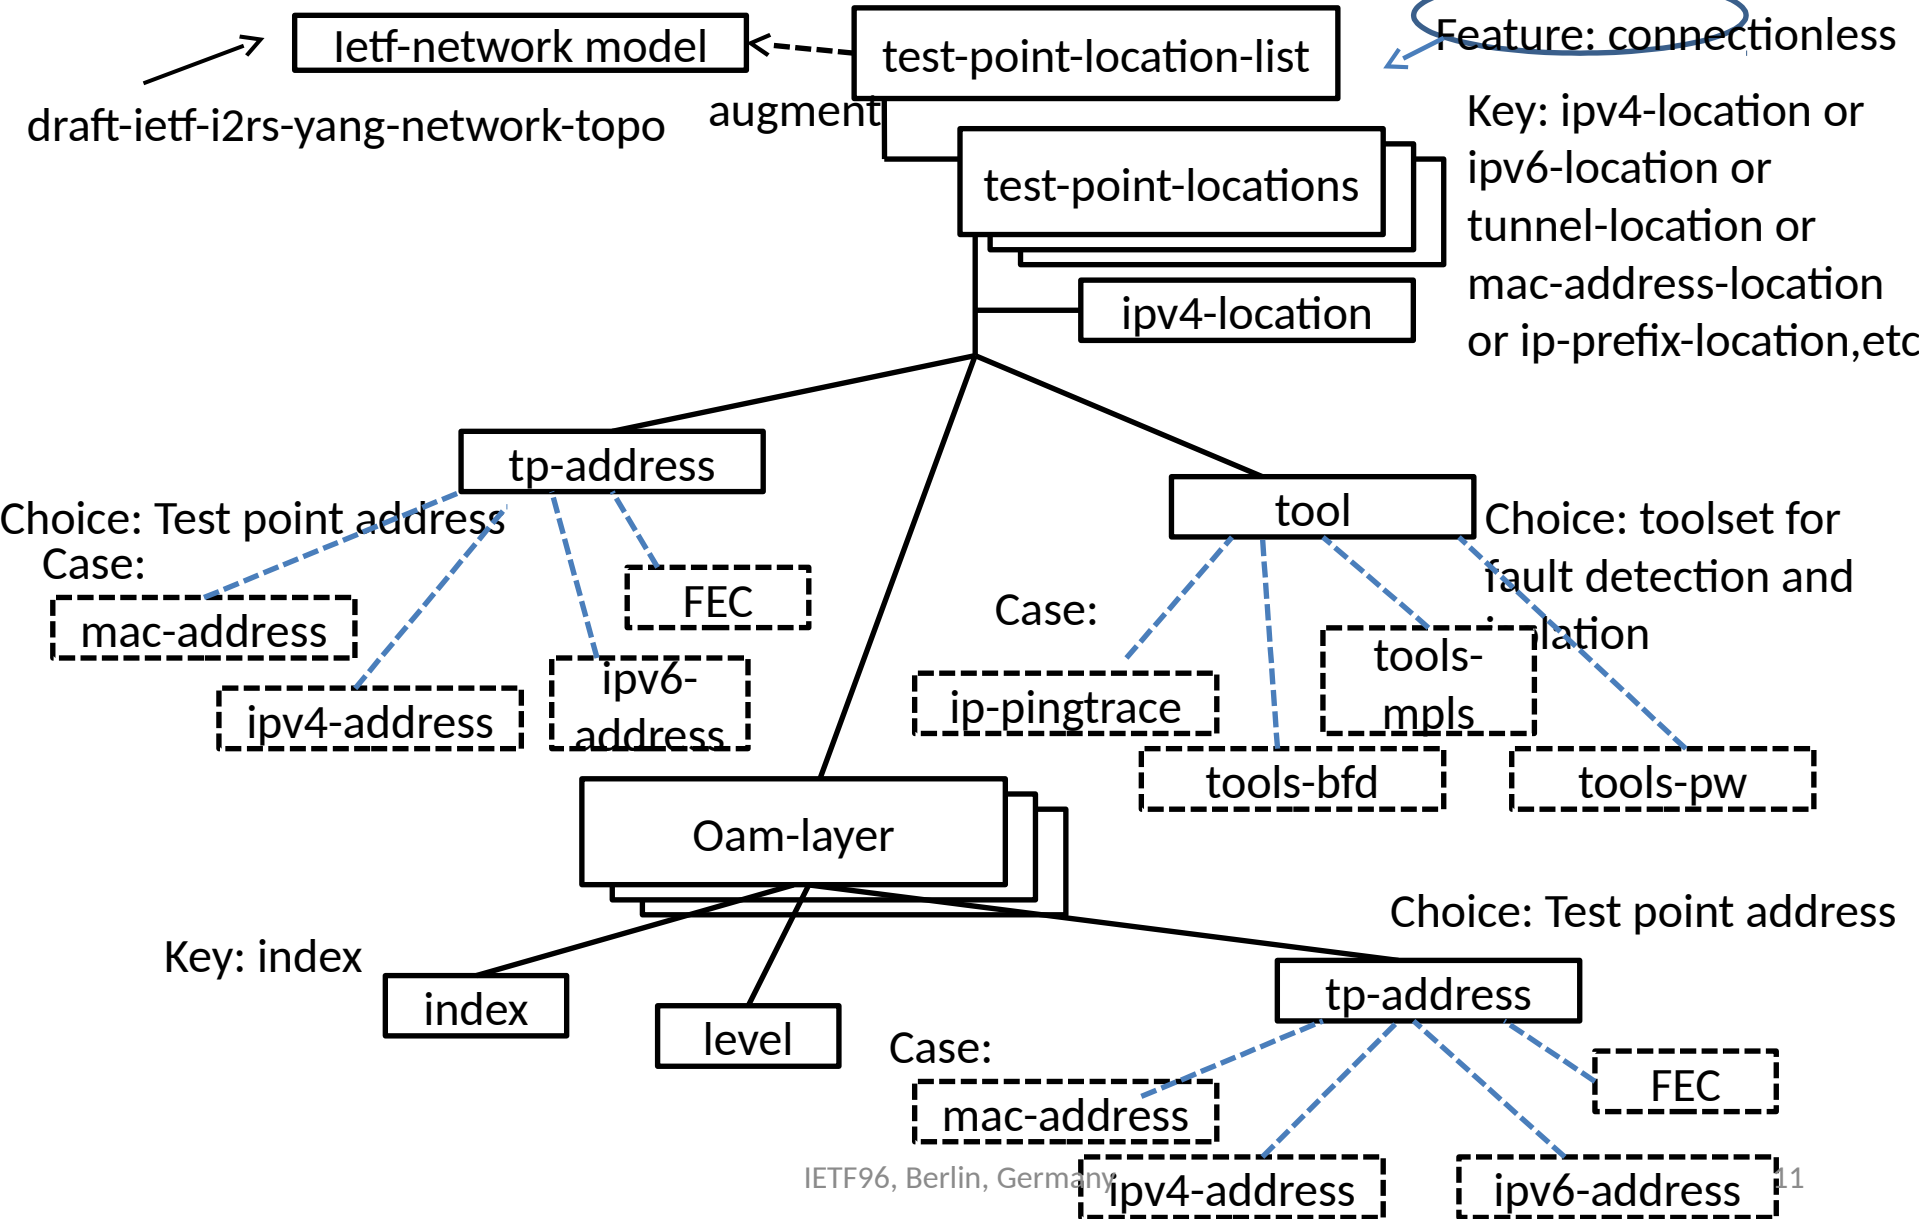 Ietf-network model
test-point-location-list
Feature: connectionless
draft-ietf-i2rs-yang-network-topo
augment
Key: ipv4-location or
ipv6-location or
tunnel-location or
mac-address-location
or ip-prefix-location,etc
test-point-locations
ipv4-location
tp-address
Choice: Test point address
Case:
mac-address
ipv4-address
ipv6-
address
FEC
tool
Choice: toolset for
fault detection and
Case:
ip-pingtrace
tools-bfd
tools-
mpls
tools-pw
Oam-layer
Key: index
index
level
Choice: Test point address
tp-address
Case:
mac-address
FEC
ipv4-address
ipv6-address
IETF96, Berlin, Germany
11